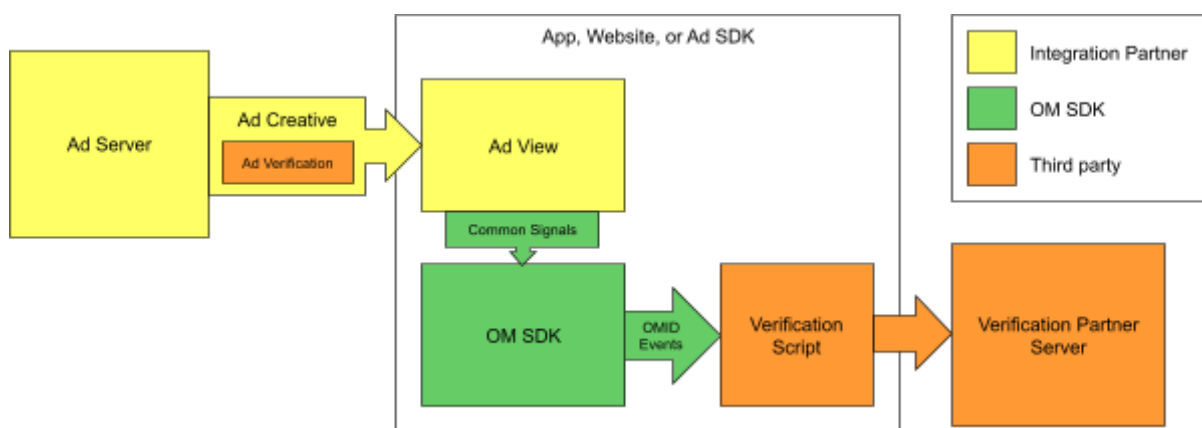 App, Website, or Ad SDK
Integration Partner
OM SDK
Third party
Ad Server
Ad Creative
Ad Verification
Ad View
Common Signals
OM SDK
OMID
Events
Verification
Script
Verification Partner
Server